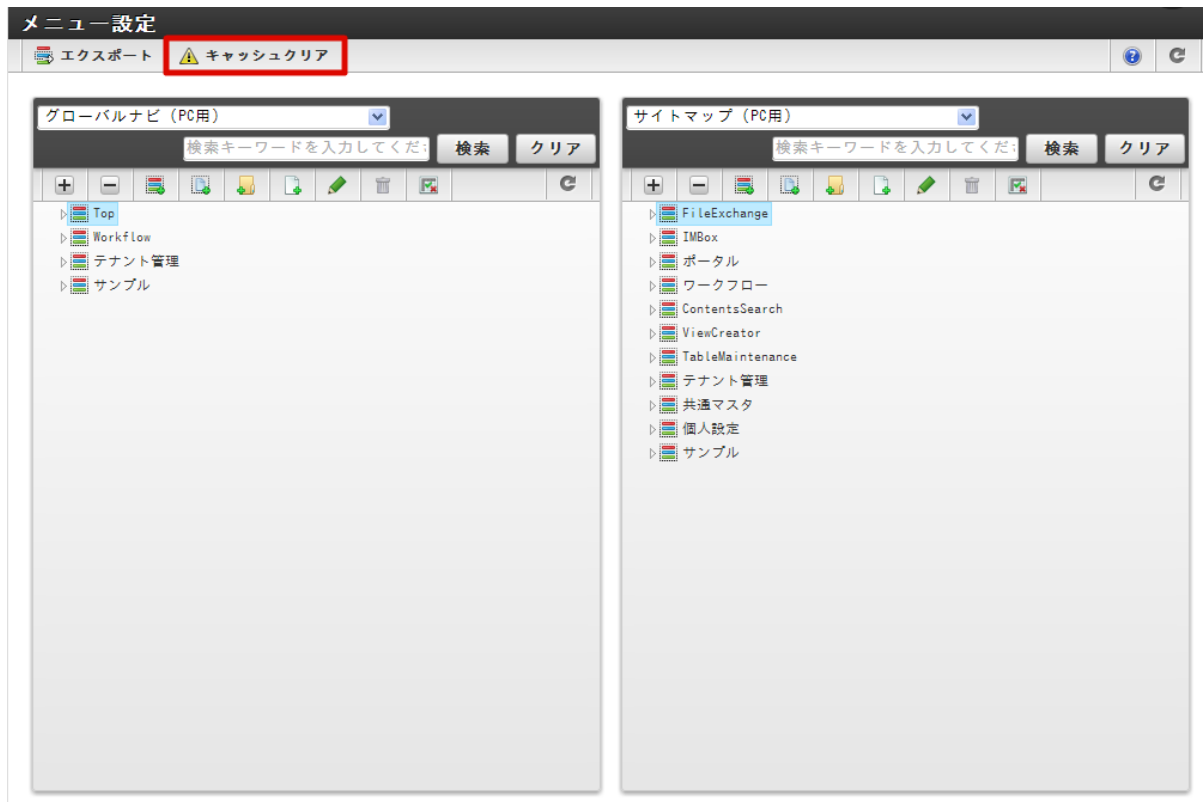 メニュー設定
エクスポート キャッシュクリア
グローバルナビ（PC用）
検索キーワードを入力してくだ 検索 クリア
Top
Workflow
テナント管理
サンプル
サイトマップ（PC用）
検索キーワードを入力してくだ 検索 クリア
FileExchange
IMBox
ポータル
ワークフロー
ContentsSearch
ViewCreator
TableMaintenance
テナント管理
共通マスタ
個人設定
サンプル